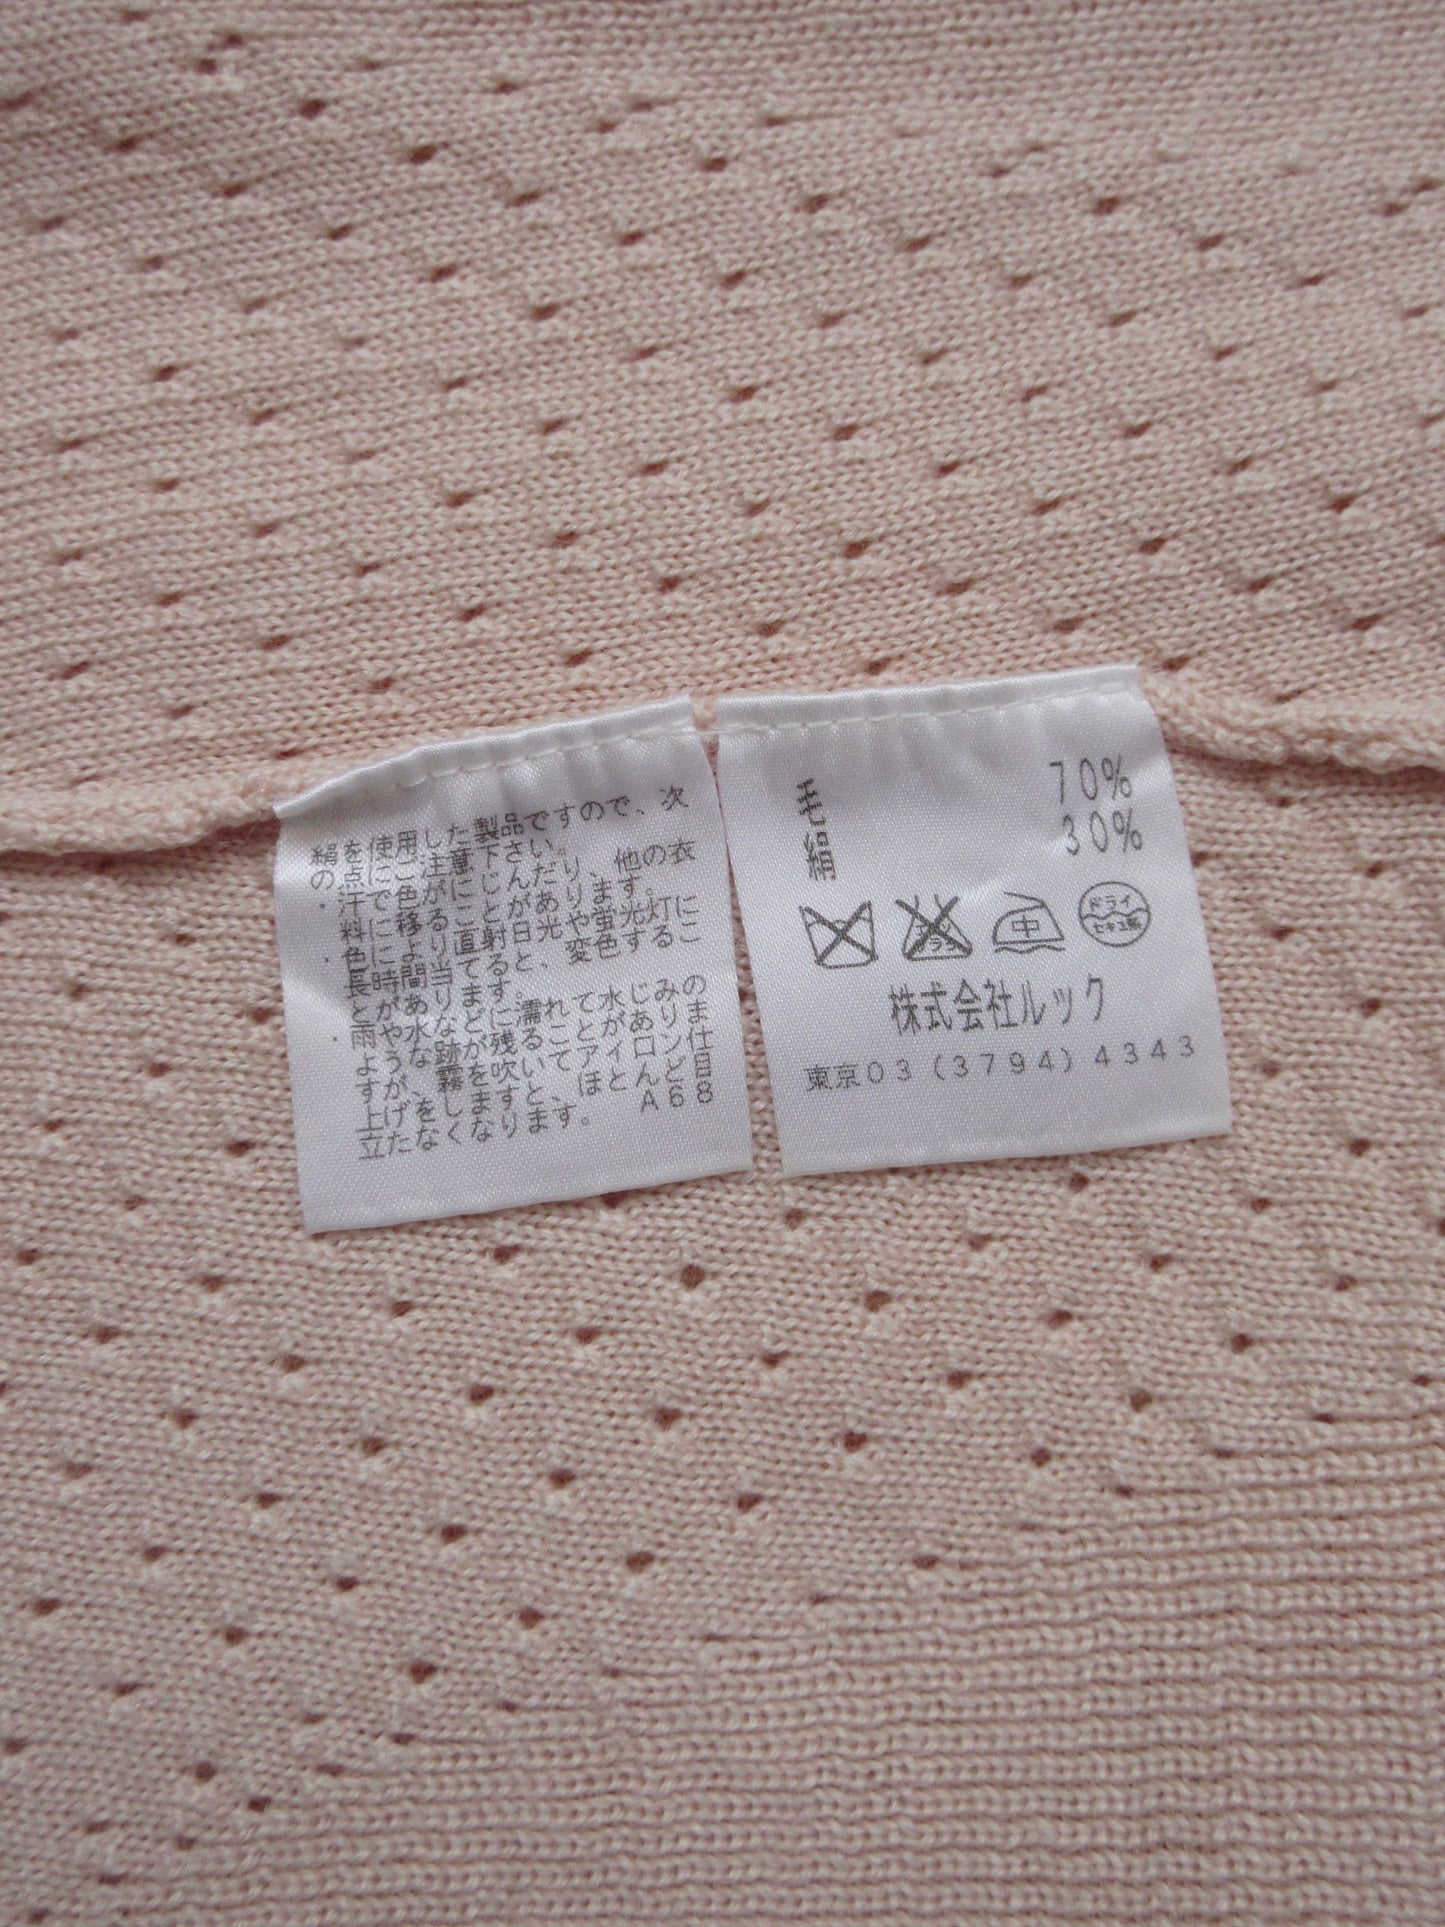 絹を使用した製品ですので、次
の点にご注意下さい。
・汗で色がにじんだり、他の衣
料に移ることがあります。
・色により直射日光や蛍光灯に
長時間当てると、変色するこ
とがあります。
・雨や水などに濡れて水じみの
ような跡が残ることがありま
すが、霧を吹いて、アイロン仕
上げをしますと、ほとんど目
立たなくなります。 A68
毛 70%
絹 30%
中
ドライ
セキユ系
株式会社ルック
東京03(3794)4343